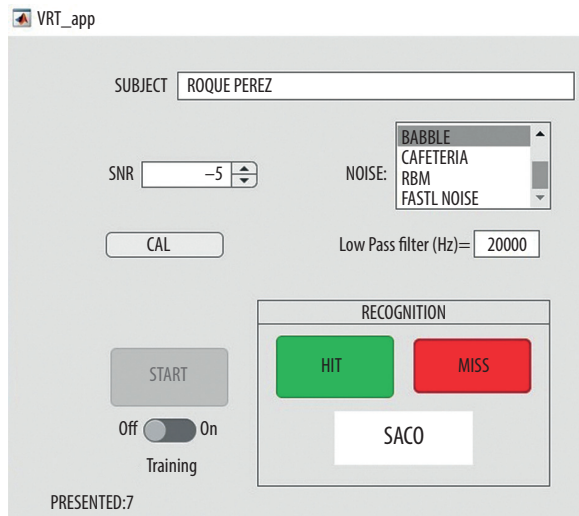 VRT_app
SUBJECT ROQUE PEREZ
SNR –5
NOISE:
BABBLE
CAFETERIA
RBM
FASTL NOISE
CAL
Low Pass filter (Hz)= 20000
RECOGNITION
HIT MISS
START
SACO
Off On
Training
PRESENTED:7